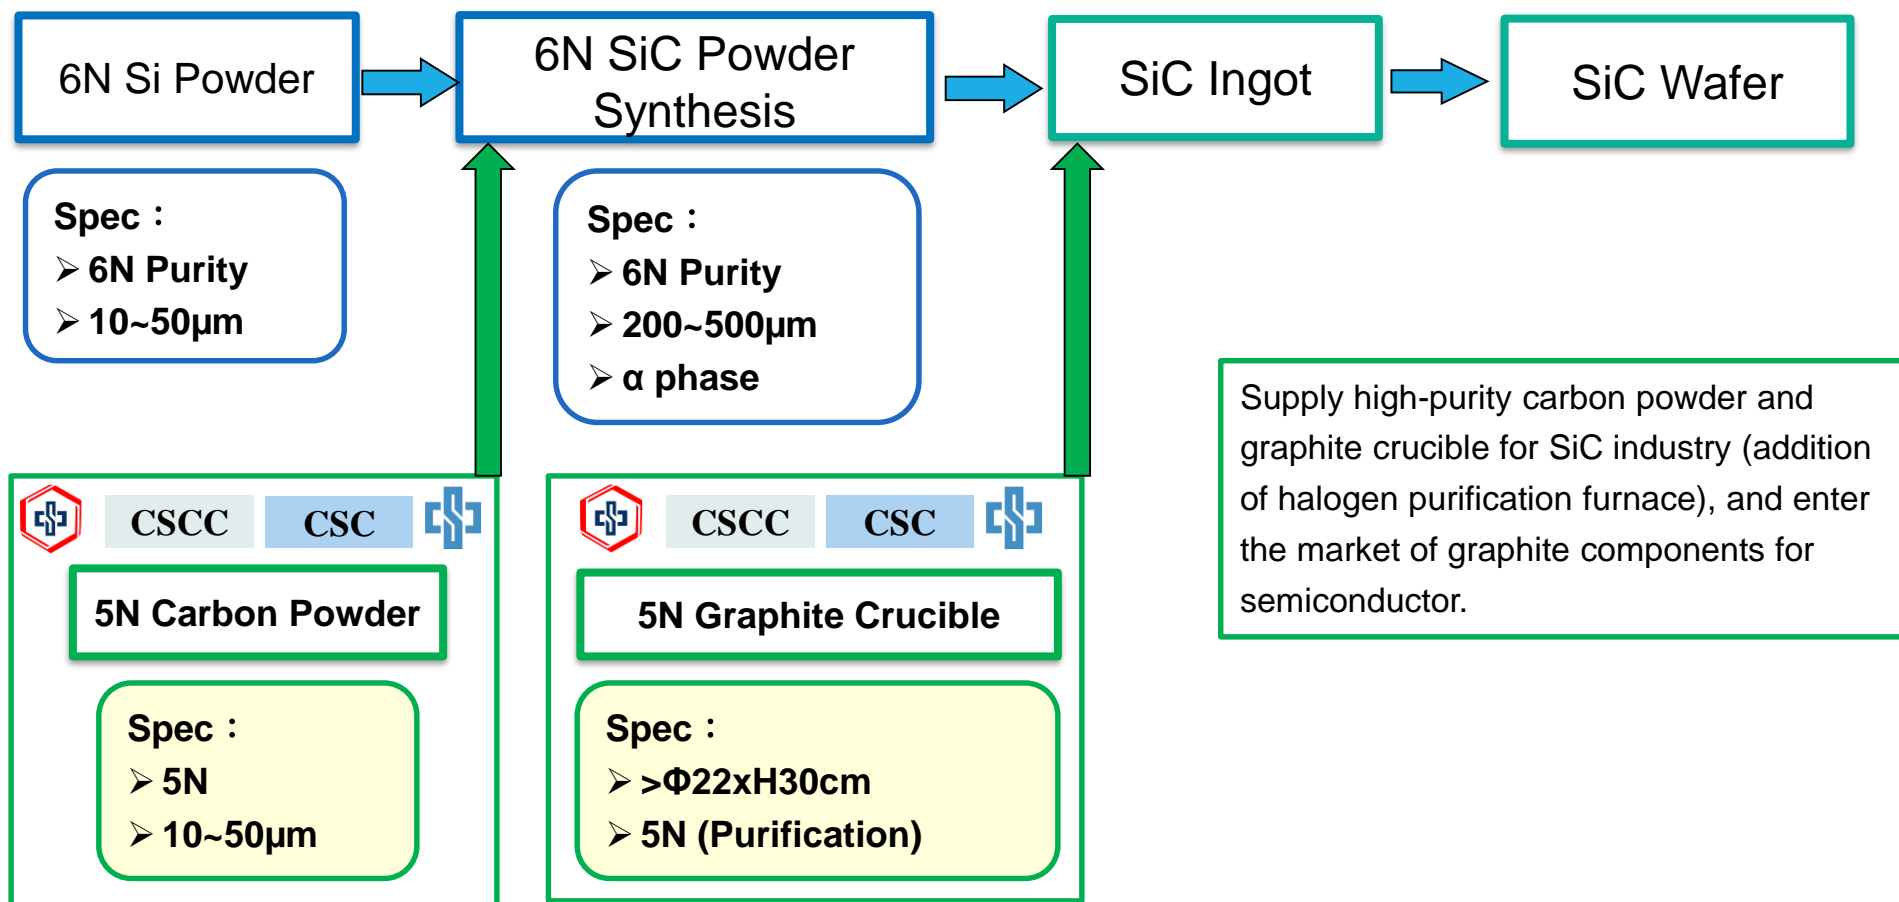 6N Si Powder
6N SiC Powder
Synthesis
SiC Ingot
SiC Wafer
Spec：
➢ 6N Purity
➢ 10~50µm
Spec：
➢ 6N Purity
➢ 200~500µm
➢ α phase
Supply high-purity carbon powder and
graphite crucible for SiC industry (addition
of halogen purification furnace), and enter
the market of graphite components for
semiconductor.
CSCC
CSC
5N Carbon Powder
Spec：
➢ 5N
➢ 10~50µm
CSCC
CSC
5N Graphite Crucible
Spec：
➢ >Φ22xH30cm
➢ 5N (Purification)